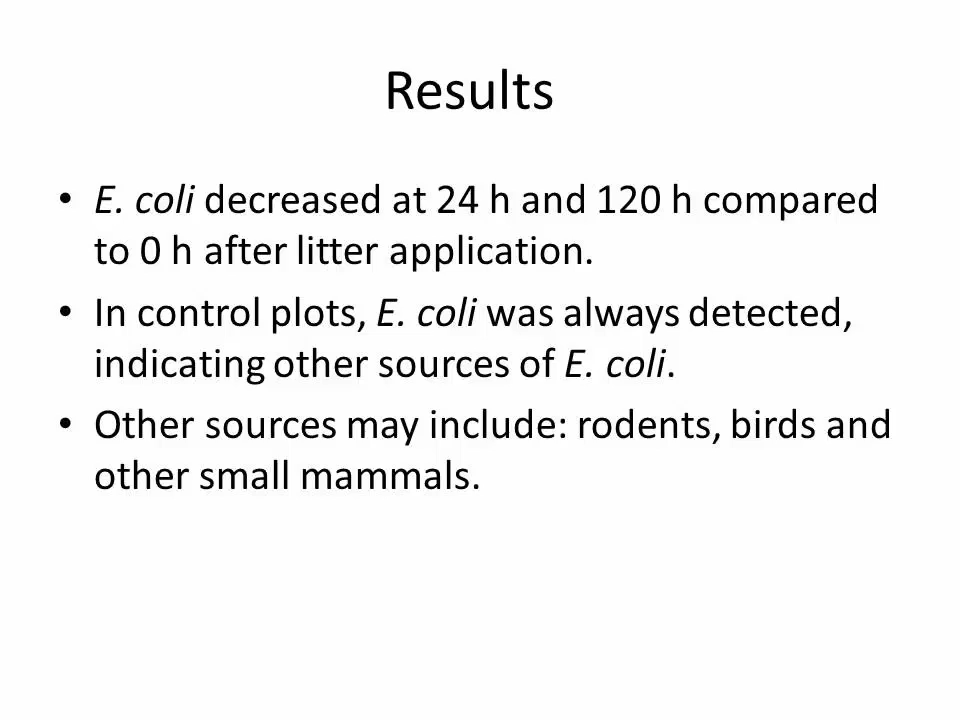 Results
• E. coli decreased at 24 h and 120 h compared
to 0 h after litter application.
• In control plots, E. coli was always detected,
indicating other sources of E. coli.
• Other sources may include: rodents, birds and
other small mammals.